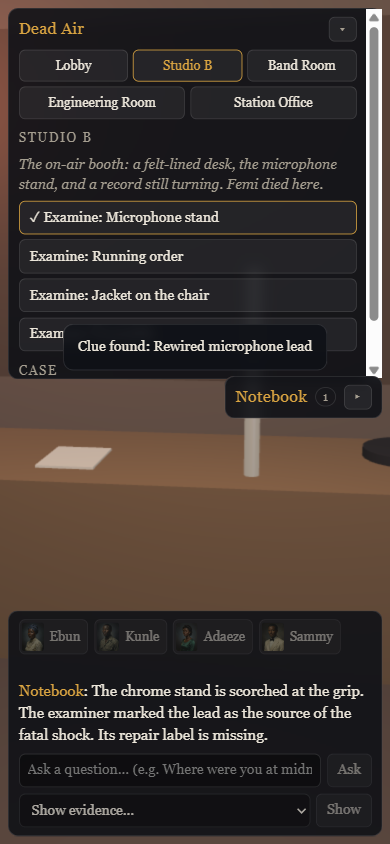 Dead Air
Lobby
Studio B
Band Room
Engineering Room
Station Office
STUDIO B
The on-air booth: a felt-lined desk, the microphone
stand, and a record still turning. Femi died here.
✓ Examine: Microphone stand
Examine: Running order
Examine: Jacket on the chair
Exam
Clue found: Rewired microphone lead
CASE
Notebook 1
Ebun
Kunle
Adaeze
Sammy
Notebook: The chrome stand is scorched at the grip.
The examiner marked the lead as the source of the
fatal shock. Its repair label is missing.
Ask a question... (e.g. Where were you at midn
Ask
Show evidence...
Show